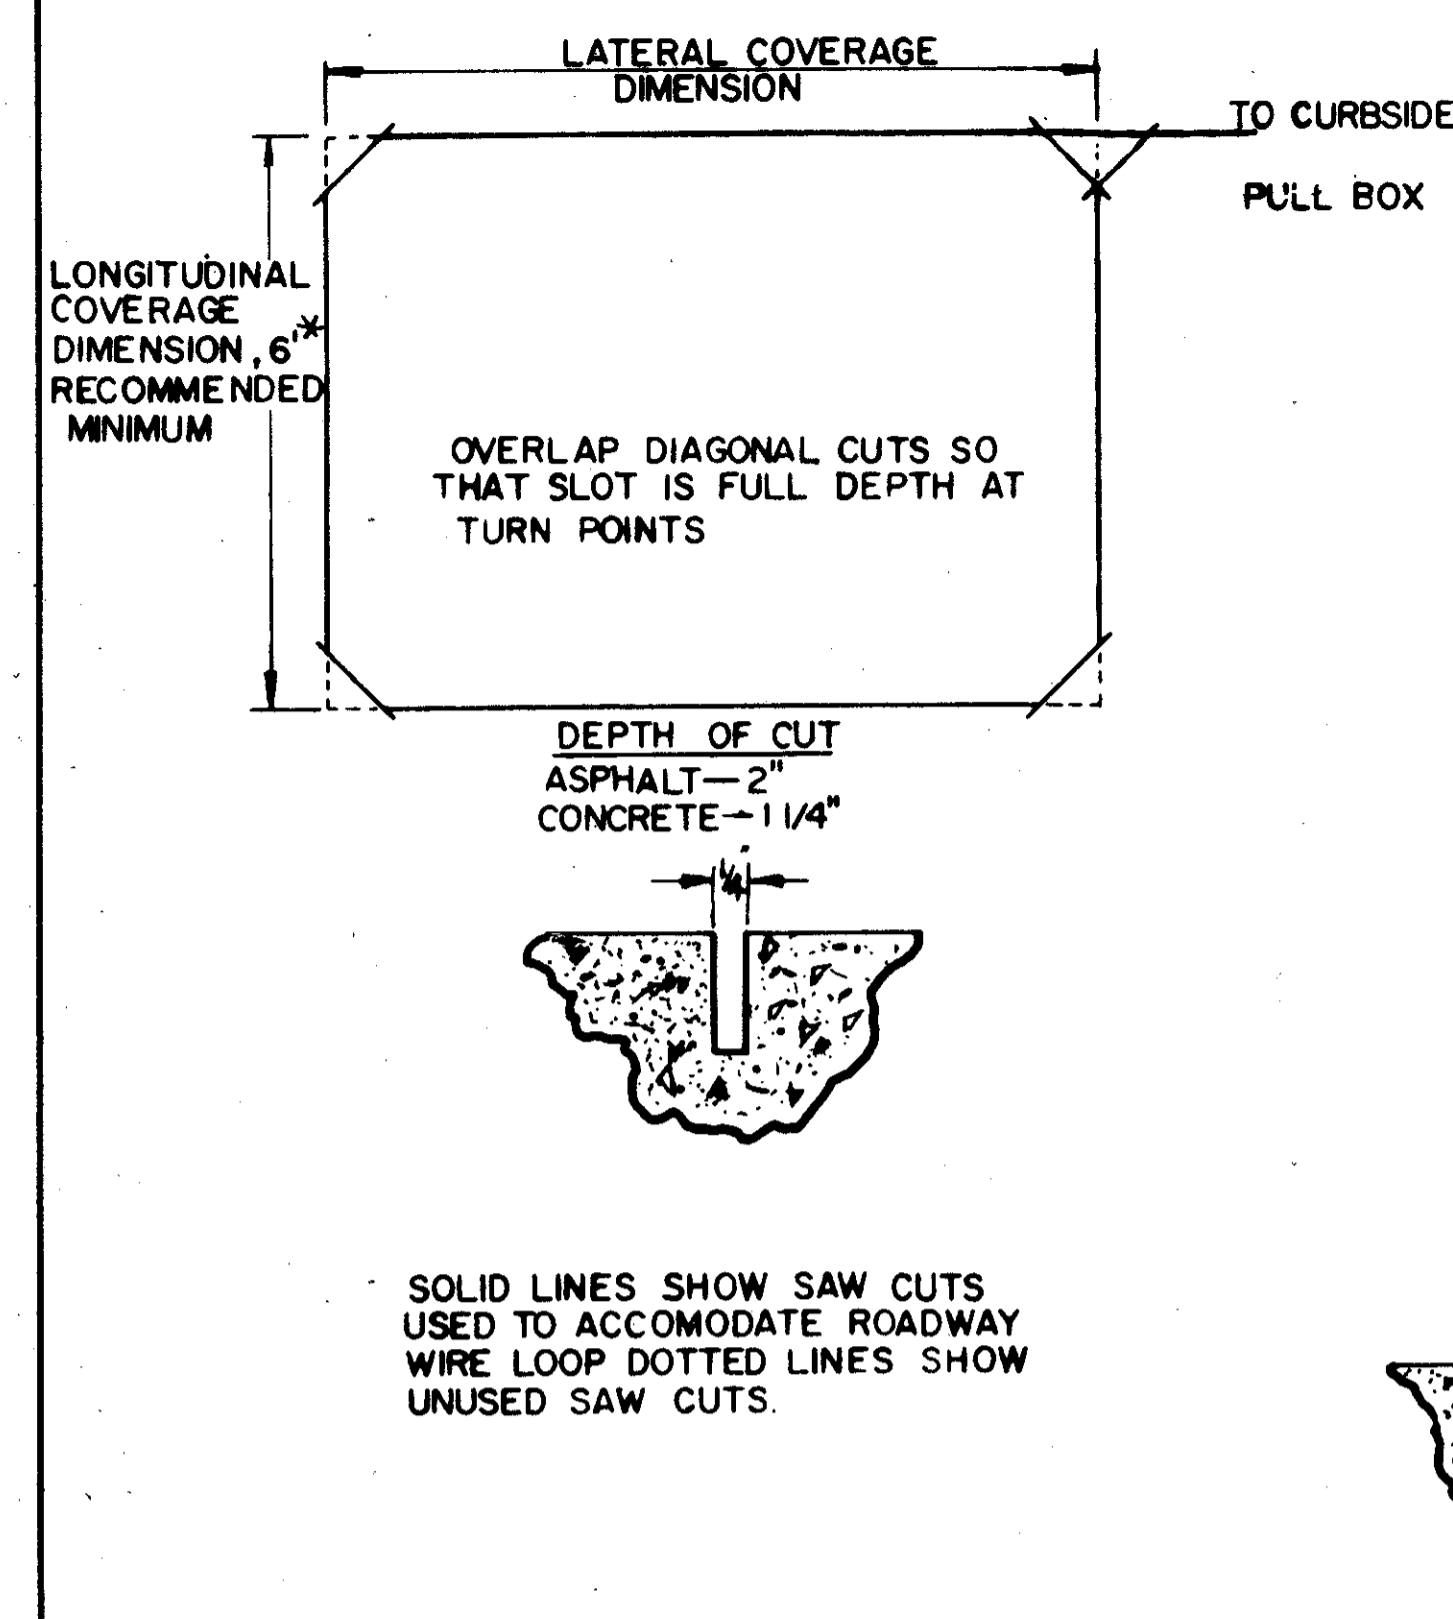 LATERAL COVERAGE
DIMENSION
TO CURBSIDE
PULL BOX
LONGITUDINAL
COVERAGE
DIMENSION, 6'*
RECOMMENDED
MINIMUM
OVERLAP DIAGONAL CUTS SO
THAT SLOT IS FULL DEPTH AT
TURN POINTS
DEPTH OF CUT
ASPHALT—2"
CONCRETE—1 1/4"
1/4"
SOLID LINES SHOW SAW CUTS
USED TO ACCOMODATE ROADWAY
WIRE LOOP DOTTED LINES SHOW
UNUSED SAW CUTS.